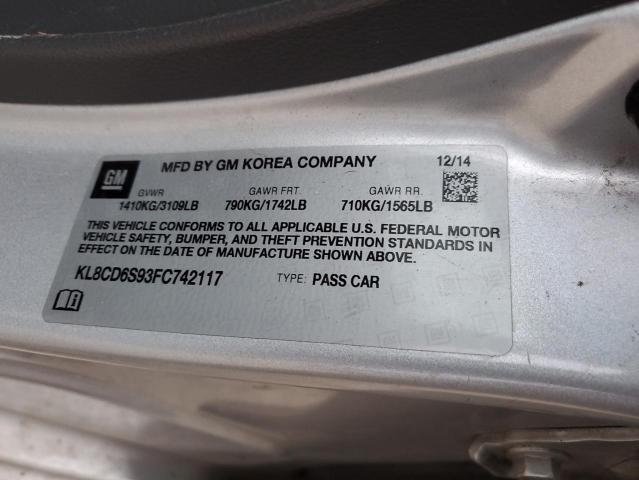 GM
MFD BY GM KOREA COMPANY 12/14
GVWR GAWR FRT. GAWR RR.
1410KG/3109LB 790KG/1742LB 710KG/1565LB
THIS VEHICLE CONFORMS TO ALL APPLICABLE U.S. FEDERAL MOTOR
VEHICLE SAFETY, BUMPER, AND THEFT PREVENTION STANDARDS IN
EFFECT ON THE DATE OF MANUFACTURE SHOWN ABOVE.
KL8CD6S93FC742117 TYPE: PASS CAR